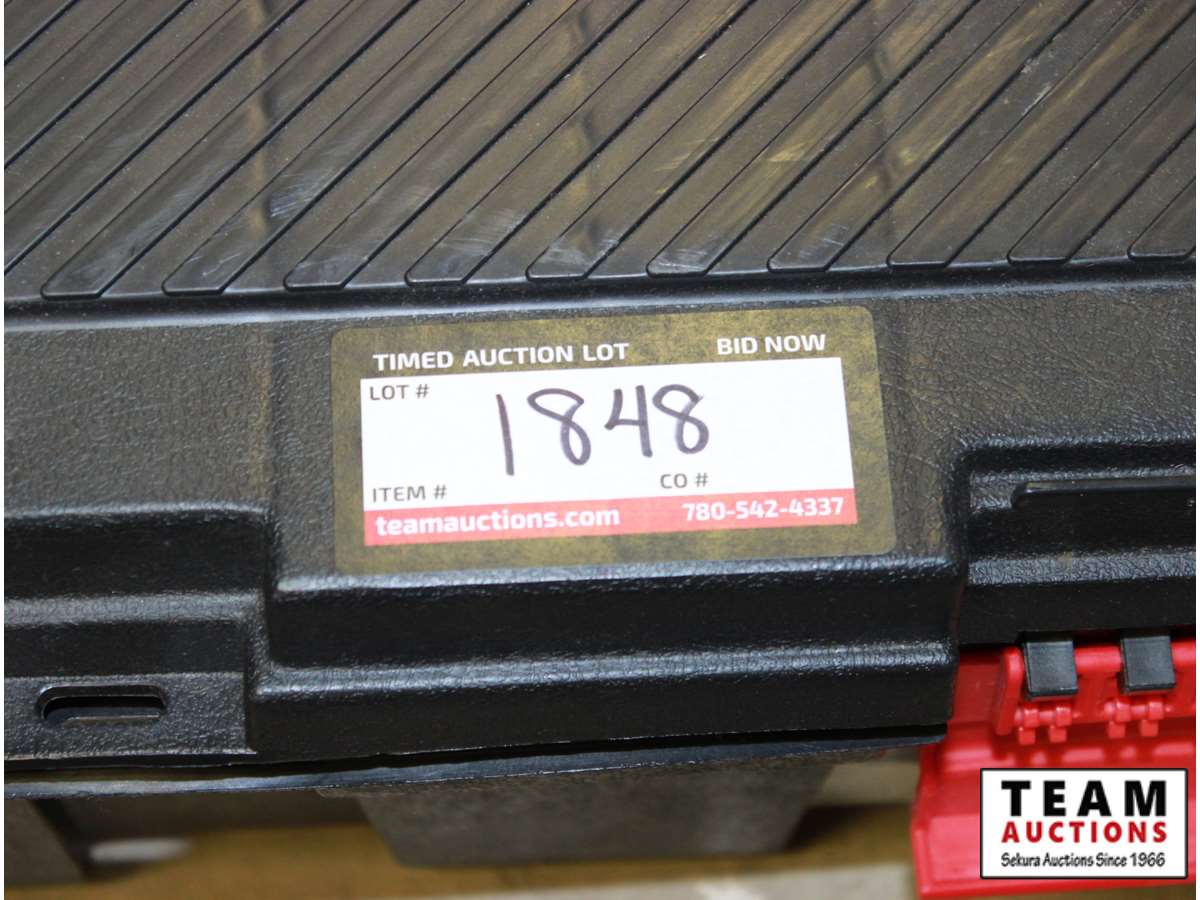 TIMED AUCTION LOT BID NOW
LOT #
1848
ITEM # CO #
teamauctions.com 780-542-4337
TEAM
AUCTIONS
Sekura Auctions Since 1966